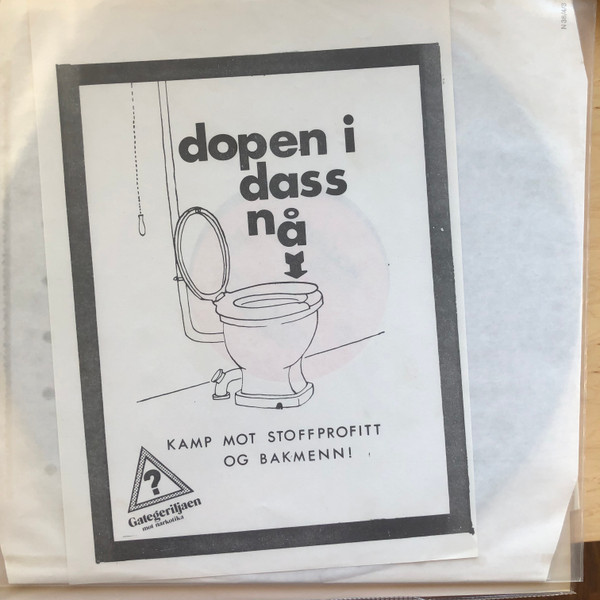 dopen i
dass
nå
KAMP MOT STOFFPROFITT
OG BAKMENN!
?
Gategeriljaen
mot narkotika